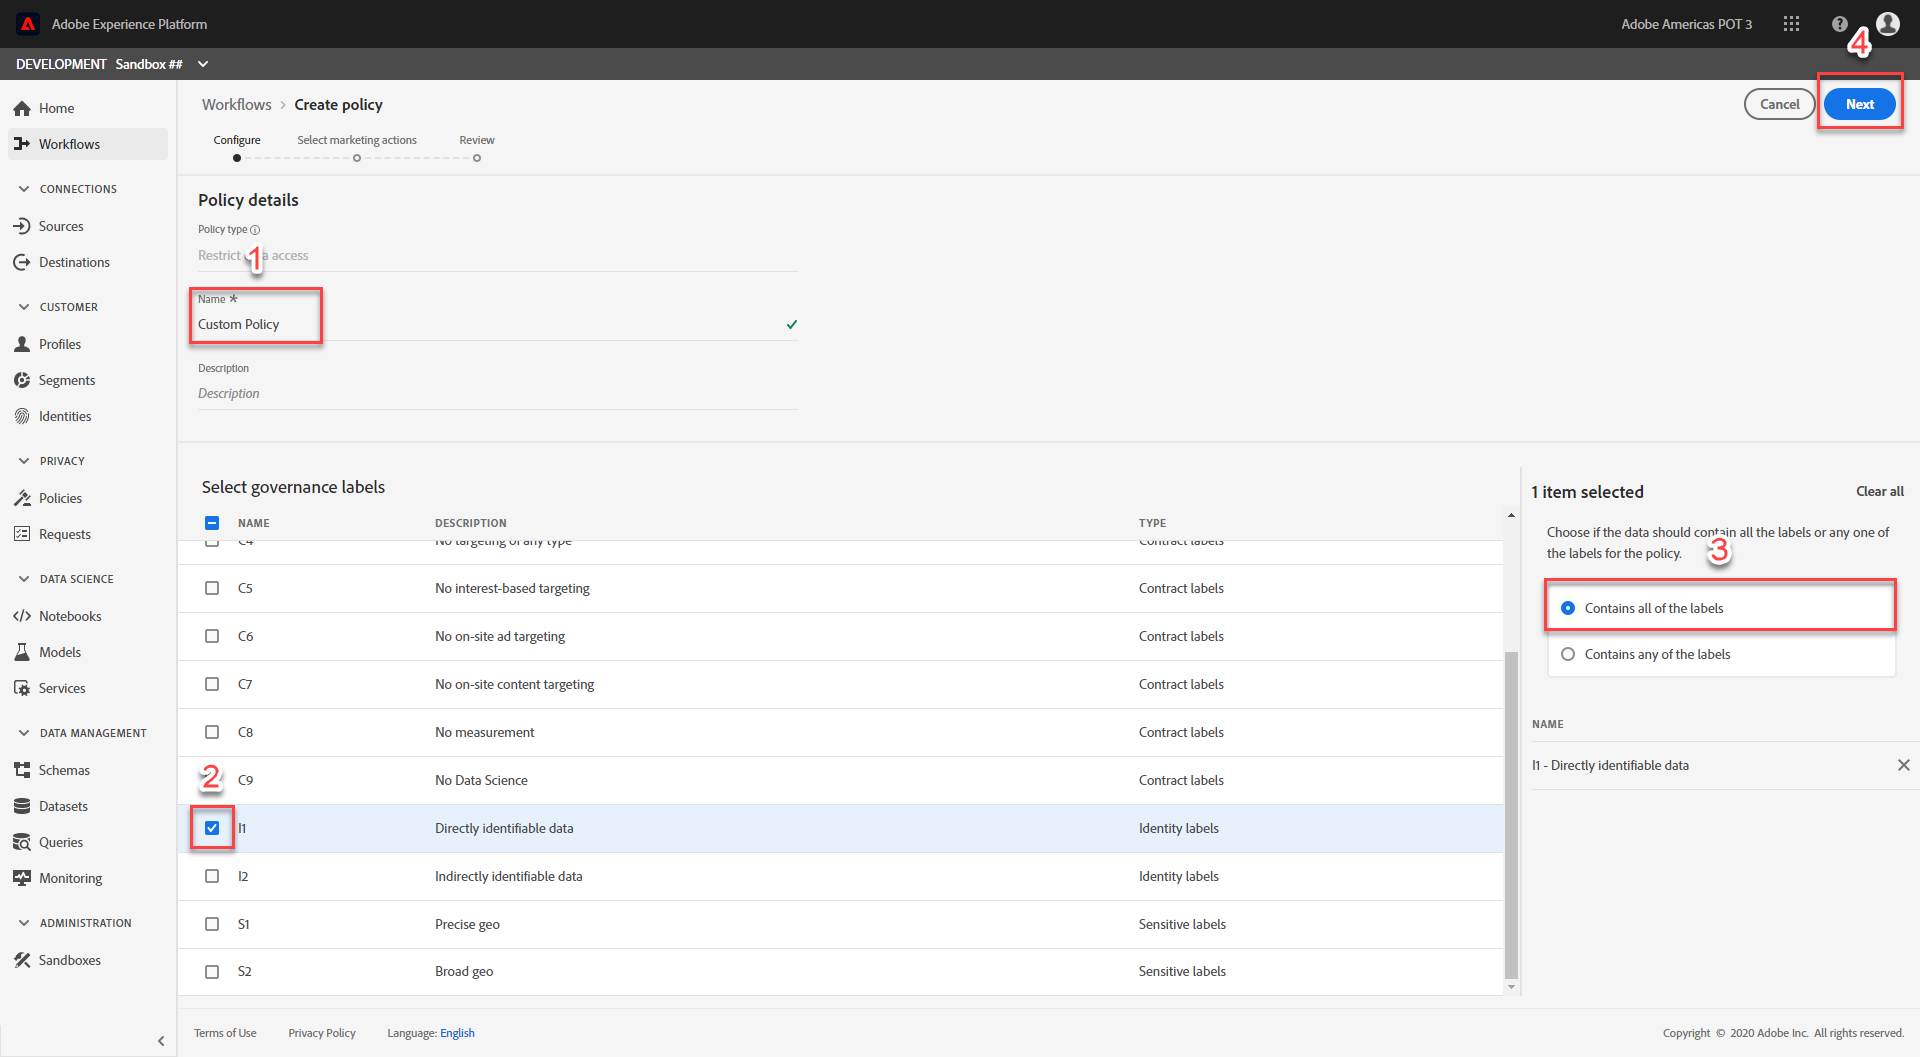 Adobe Experience Platform
Adobe Americas POT 3
4
DEVELOPMENT Sandbox ##
Home
Workflows
CONNECTIONS
Sources
Destinations
CUSTOMER
Profiles
Segments
Identities
PRIVACY
Policies
Requests
DATA SCIENCE
Notebooks
Models
Services
DATA MANAGEMENT
Schemas
Datasets
Queries
Monitoring
ADMINISTRATION
Sandboxes
Workflows > Create policy
Cancel
Next
Configure
Select marketing actions
Review
Policy details
Policy type
Restrict access
1
Name *
Custom Policy
Description
Description
Select governance labels
NAME DESCRIPTION TYPE
C4 No targeting of any type Contract labels
C5 No interest-based targeting Contract labels
C6 No on-site ad targeting Contract labels
C7 No on-site content targeting Contract labels
C8 No measurement Contract labels
2
C9 No Data Science Contract labels
I1 Directly identifiable data Identity labels
I2 Indirectly identifiable data Identity labels
S1 Precise geo Sensitive labels
S2 Broad geo Sensitive labels
1 item selected
Clear all
Choose if the data should contain all the labels or any one of
the labels for the policy.
3
Contains all of the labels
Contains any of the labels
NAME
I1 - Directly identifiable data
Terms of Use
Privacy Policy
Language: English
Copyright © 2020 Adobe Inc. All rights reserved.